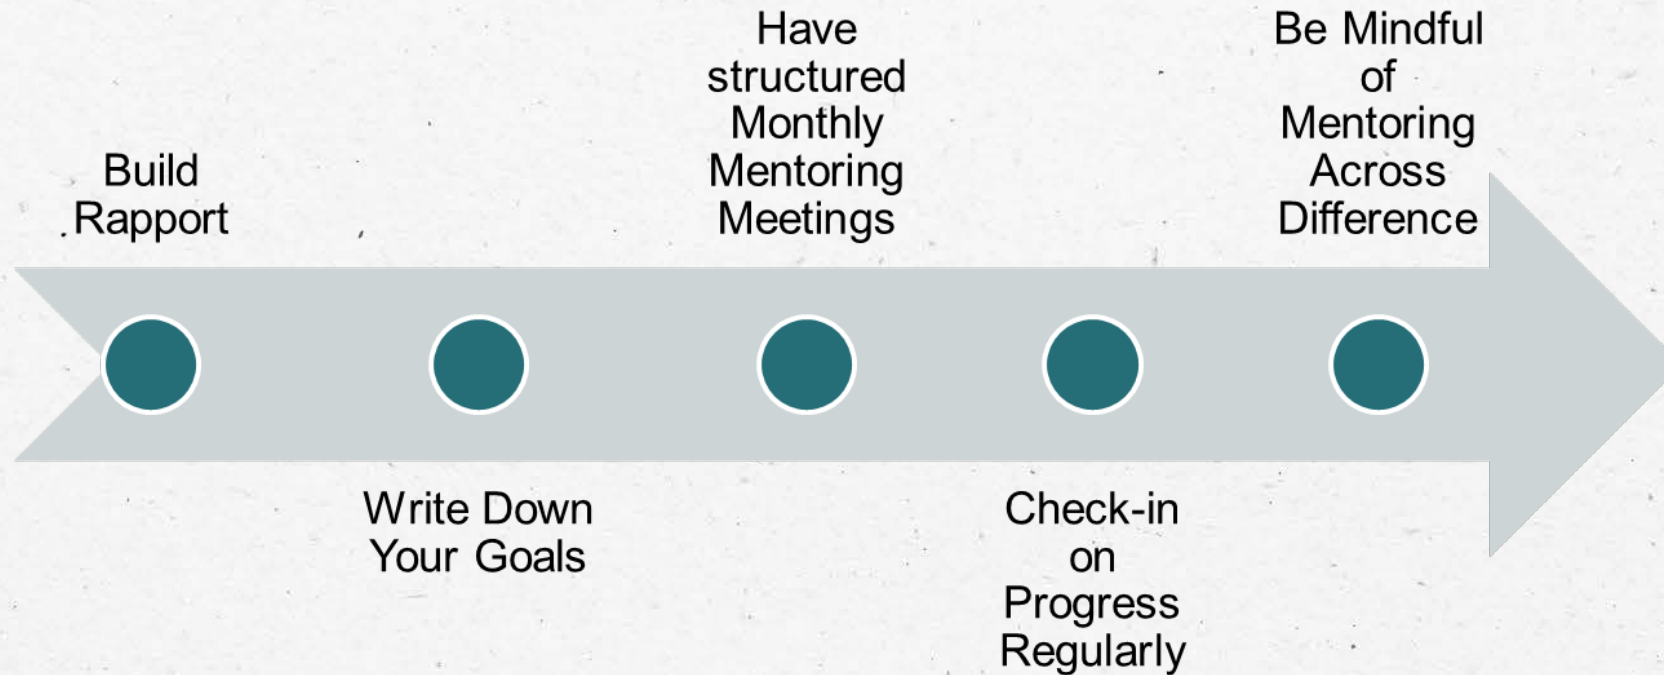 Build
Rapport
Write Down
Your Goals
Have
structured
Monthly
Mentoring
Meetings
Check-in
on
Progress
Regularly
Be Mindful
of
Mentoring
Across
Difference